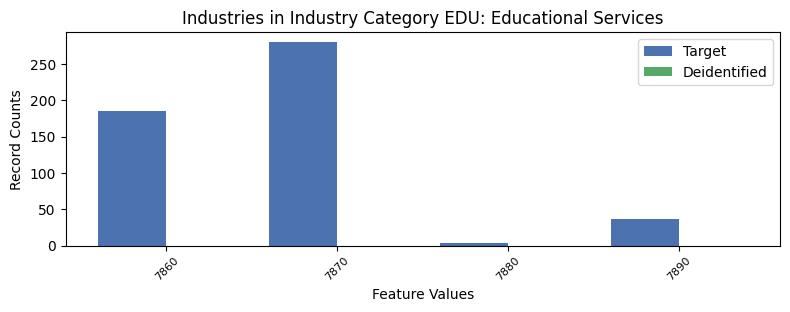 Industries in Industry Category EDU: Educational Services
Target
Deidentified
Record Counts
250
200
150
100
50
0
7860
7870
7880
7890
Feature Values